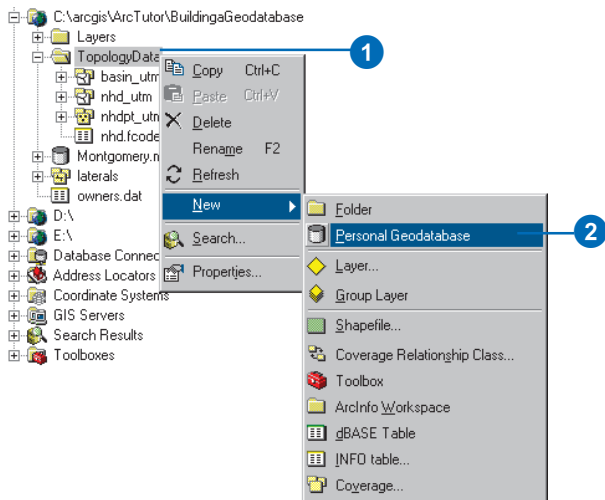 C:\arcgis\ArcTutor\BuildingaGeodatabase
Layers
1
TopologyData
basin_utm
nhd_utm
nhdpt_utm
nhd.fcode
Montgomery.m
laterals
owners.dat
D:\
E:\
Database Connec
Address Locators
Coordinate Systems
GIS Servers
Search Results
Toolboxes
Copy Ctrl+C
Paste Ctrl+V
Delete
Rename F2
Refresh
New
Search...
Properties...
Folder
Personal Geodatabase
2
Layer...
Group Layer
Shapefile...
Coverage Relationship Class...
Toolbox
ArcInfo Workspace
dBASE Table
INFO table...
Coverage...